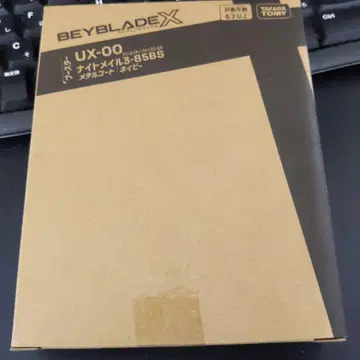 BEYBLADE X
対象年齢
6才以上
TAKARA
TOMY
ブースター
UX-00
ナイトメイル3-85BS
メタルコート:ネイビー